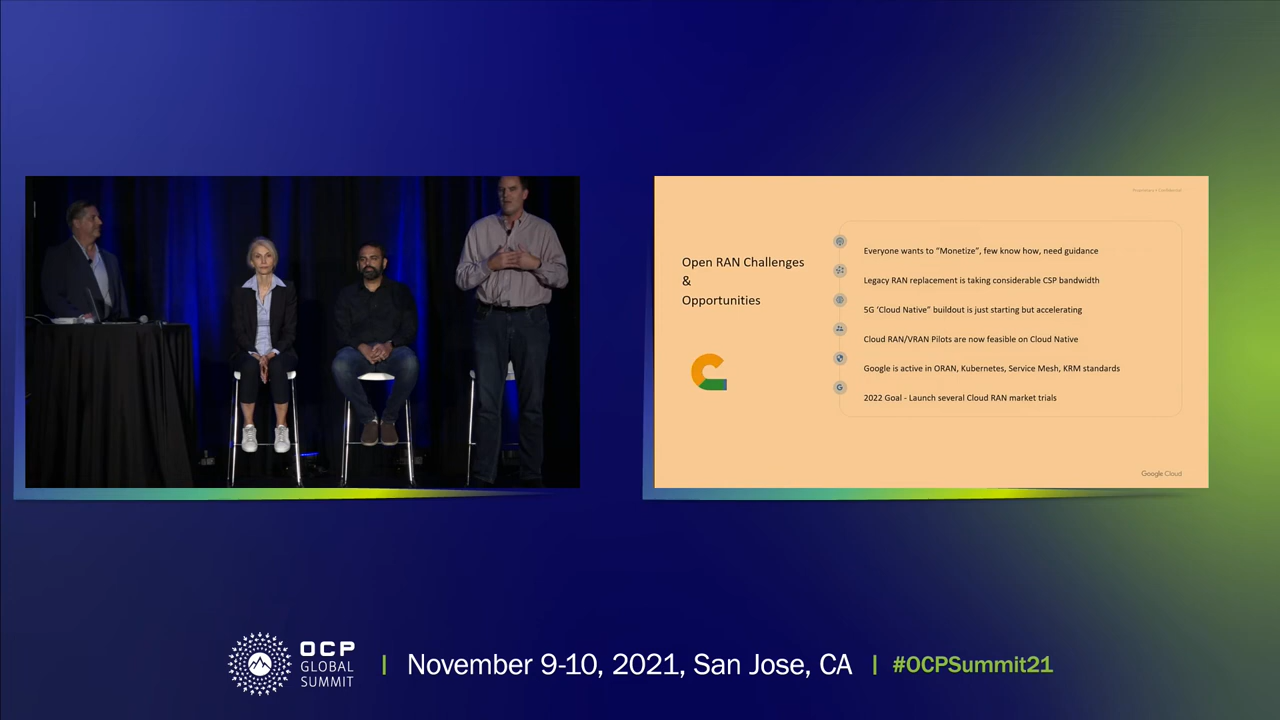 Proprietary + Confidential
Open RAN Challenges
&
Opportunities
Everyone wants to “Monetize”, few know how, need guidance
Legacy RAN replacement is taking considerable CSP bandwidth
5G ‘Cloud Native” buildout is just starting but accelerating
Cloud RAN/VRAN Pilots are now feasible on Cloud Native
Google is active in ORAN, Kubernetes, Service Mesh, KRM standards
G
2022 Goal - Launch several Cloud RAN market trials
Google Cloud
OCP
GLOBAL
SUMMIT
November 9-10, 2021, San Jose, CA
#OCPSummit21